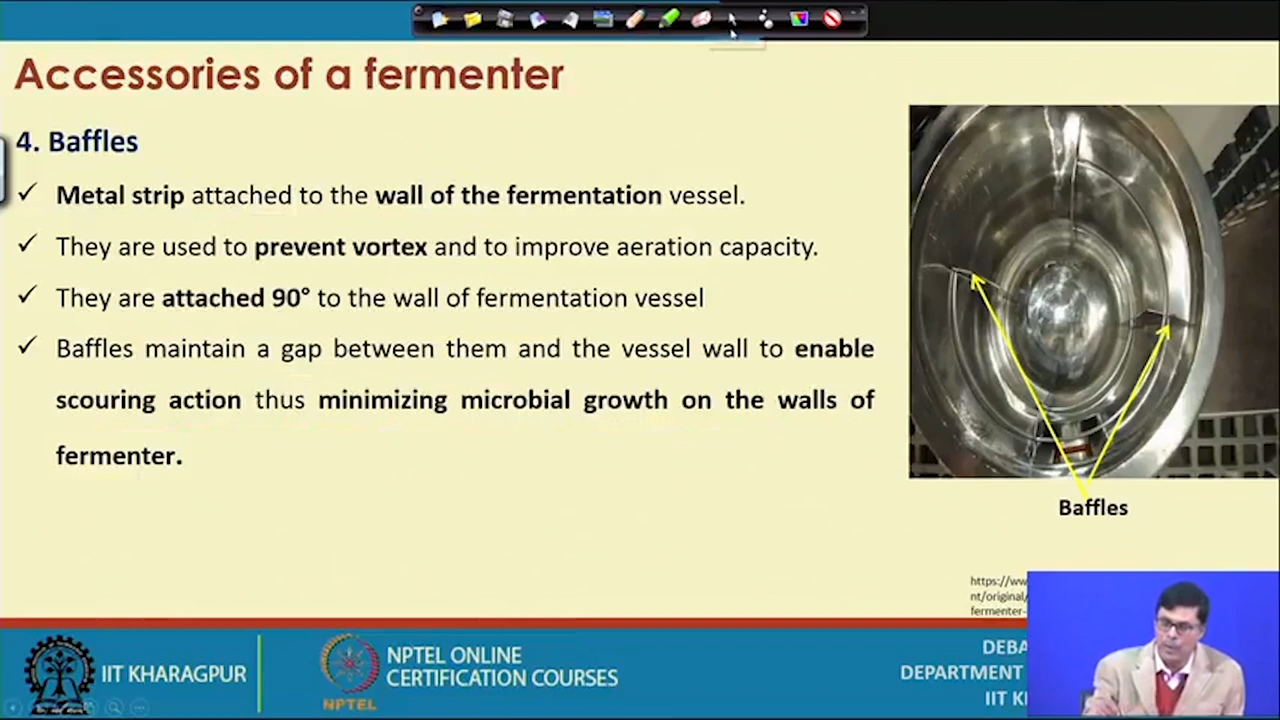 Accessories of a fermenter
4. Baffles
✓ Metal strip attached to the wall of the fermentation vessel.
✓ They are used to prevent vortex and to improve aeration capacity.
✓ They are attached 90° to the wall of fermentation vessel
✓ Baffles maintain a gap between them and the vessel wall to enable
scouring action thus minimizing microbial growth on the walls of
fermenter.
Baffles
https://ww
nt/original/
fermenter-
IIT KHARAGPUR
NPTEL
NPTEL ONLINE
CERTIFICATION COURSES
DEBA
DEPARTMENT
IIT K